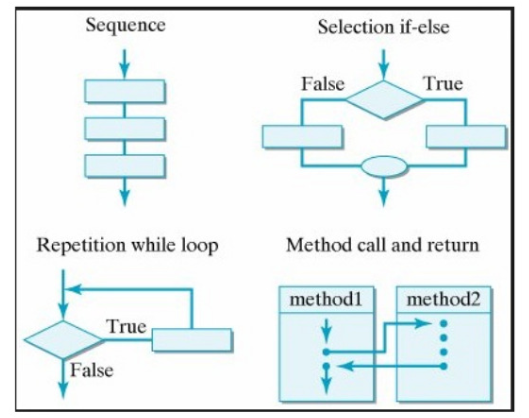 Sequence
Selection if-else
False
True
Repetition while loop
True
False
Method call and return
method1
method2